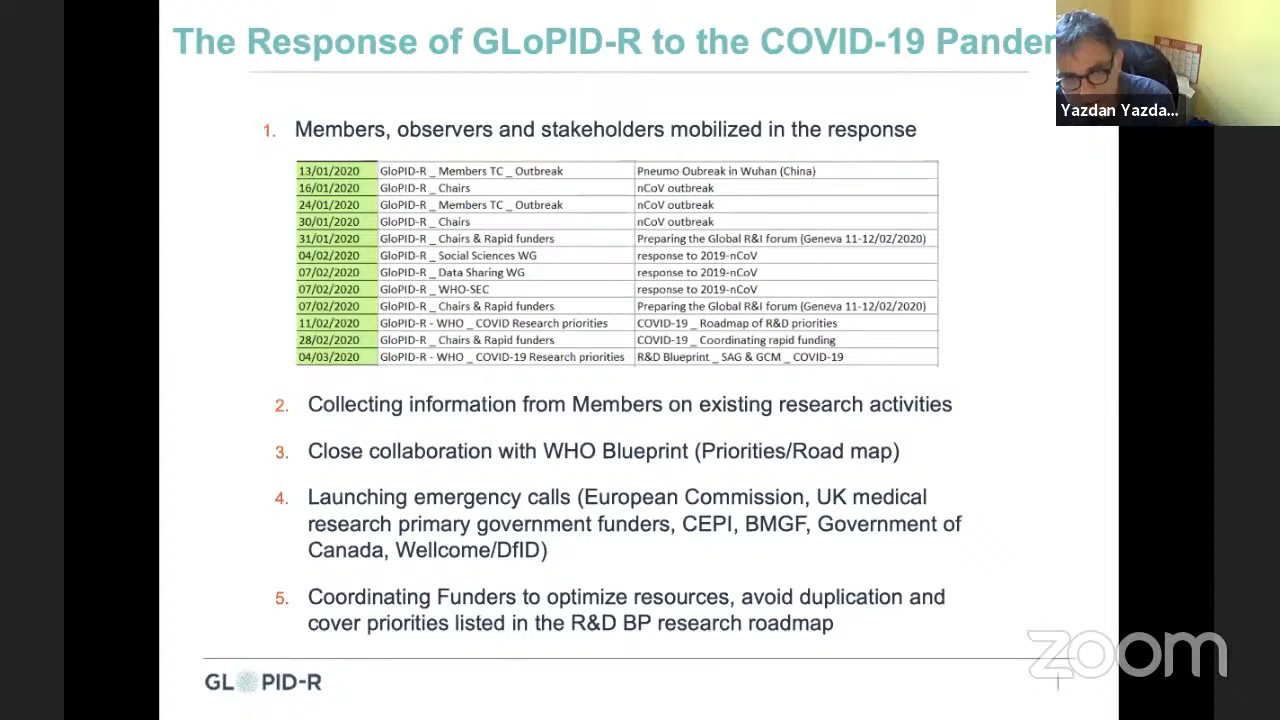 The Response of GLoPID-R to the COVID-19 Pandem
Yazdan Yazda...
1. Members, observers and stakeholders mobilized in the response
13/01/2020 GloPID-R _ Members TC _ Outbreak Pneumo Oubreak in Wuhan (China)
16/01/2020 GloPID-R _ Chairs nCoV outbreak
24/01/2020 GloPID-R _ Members TC _ Outbreak nCoV outbreak
30/01/2020 GloPID-R _ Chairs nCoV outbreak
31/01/2020 GloPID-R _ Chairs & Rapid funders Preparing the Global R&I forum (Geneva 11-12/02/2020)
04/02/2020 GloPID-R _ Social Sciences WG response to 2019-nCoV
07/02/2020 GloPID-R _ Data Sharing WG response to 2019-nCoV
07/02/2020 GloPID-R _ WHO-SEC response to 2019-nCoV
07/02/2020 GloPID-R _ Chairs & Rapid funders Preparing the Global R&I forum (Geneva 11-12/02/2020)
11/02/2020 GloPID-R - WHO _ COVID Research priorities COVID-19 _ Roadmap of R&D priorities
28/02/2020 GloPID-R _ Chairs & Rapid funders COVID-19 _ Coordinating rapid funding
04/03/2020 GloPID-R - WHO _ COVID-19 Research priorities R&D Blueprint _ SAG & GCM _ COVID-19
2. Collecting information from Members on existing research activities
3. Close collaboration with WHO Blueprint (Priorities/Road map)
4. Launching emergency calls (European Commission, UK medical
research primary government funders, CEPI, BMGF, Government of
Canada, Wellcome/DfID)
5. Coordinating Funders to optimize resources, avoid duplication and
cover priorities listed in the R&D BP research roadmap
zoom
GLOPID-R